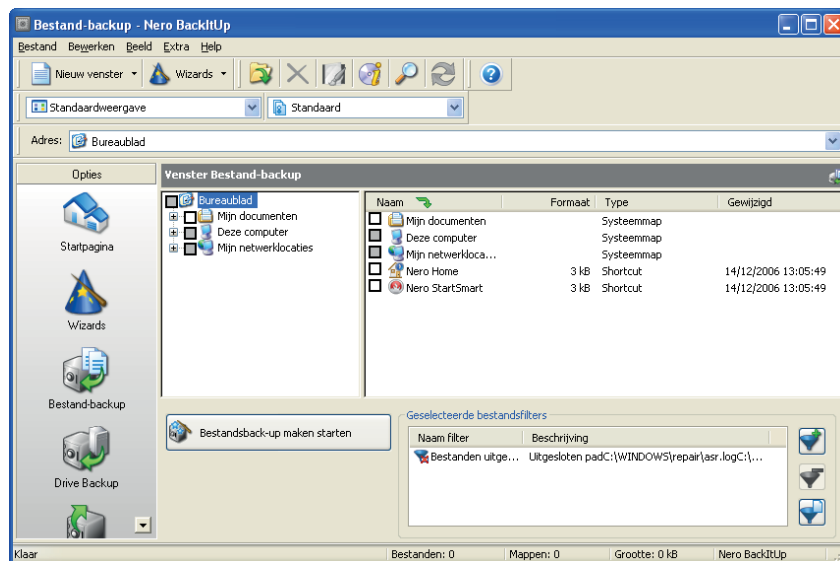 Bestand-backup - Nero BackItUp
Bestand Bewerken Beeld Extra Help
Nieuw venster Wizards
Standaardweergave Standaard
Adres: Bureaublad
Opties
Startpagina
Wizards
Bestand-backup
Drive Backup
Venster Bestand-backup
Bureaublad
Mijn documenten
Deze computer
Mijn netwerklocaties
Naam Formaat Type Gewijzigd
Mijn documenten Systeemmap
Deze computer Systeemmap
Mijn netwerkloca... Systeemmap
Nero Home 3 kB Shortcut 14/12/2006 13:05:49
Nero StartSmart 3 kB Shortcut 14/12/2006 13:05:49
Bestandsback-up maken starten
Geselecteerde bestandsfilters
Naam filter Beschrijving
Bestanden uitge... Uitgesloten padC:\WINDOWS\repair\asr.logC:\...
Klaar Bestanden: 0 Mappen: 0 Grootte: 0 kB Nero BackItUp